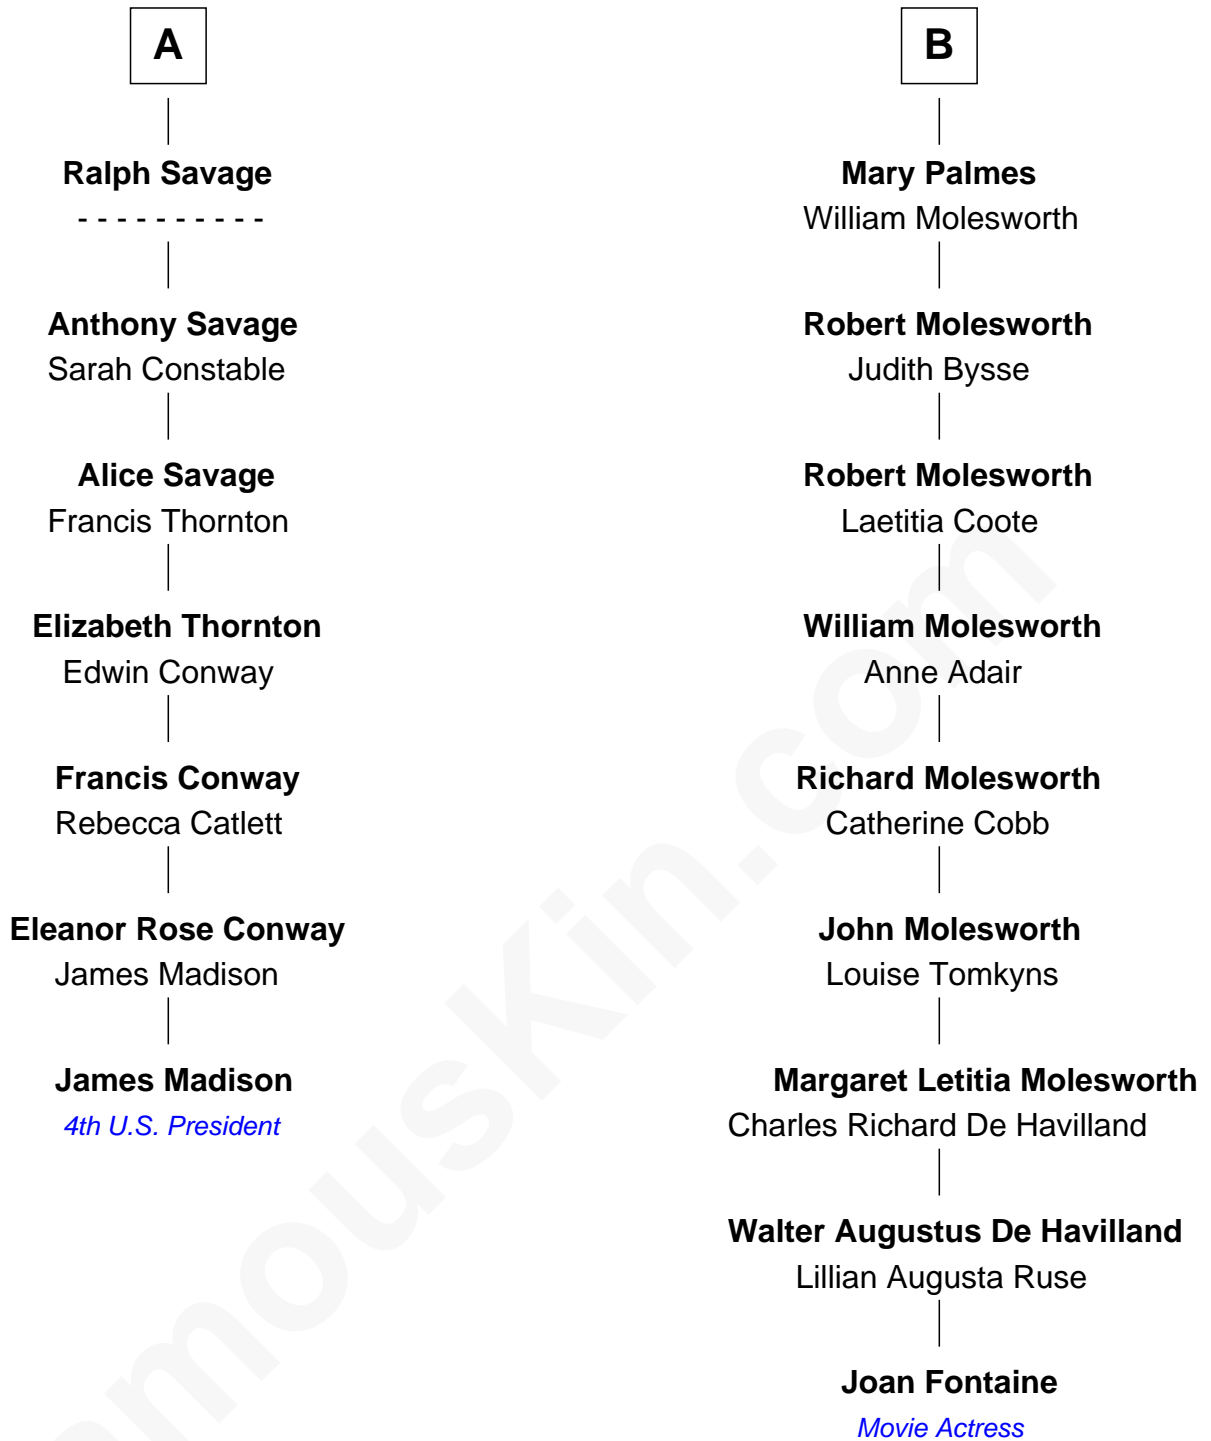 A
Ralph Savage
- - - - - - - - - -
Anthony Savage
Sarah Constable
Alice Savage
Francis Thornton
Elizabeth Thornton
Edwin Conway
Francis Conway
Rebecca Catlett
Eleanor Rose Conway
James Madison
James Madison
4th U.S. President
B
Mary Palmes
William Molesworth
Robert Molesworth
Judith Bysse
Robert Molesworth
Laetitia Coote
William Molesworth
Anne Adair
Richard Molesworth
Catherine Cobb
John Molesworth
Louise Tomkyns
Margaret Letitia Molesworth
Charles Richard De Havilland
Walter Augustus De Havilland
Lillian Augusta Ruse
Joan Fontaine
Movie Actress
mousKin.com